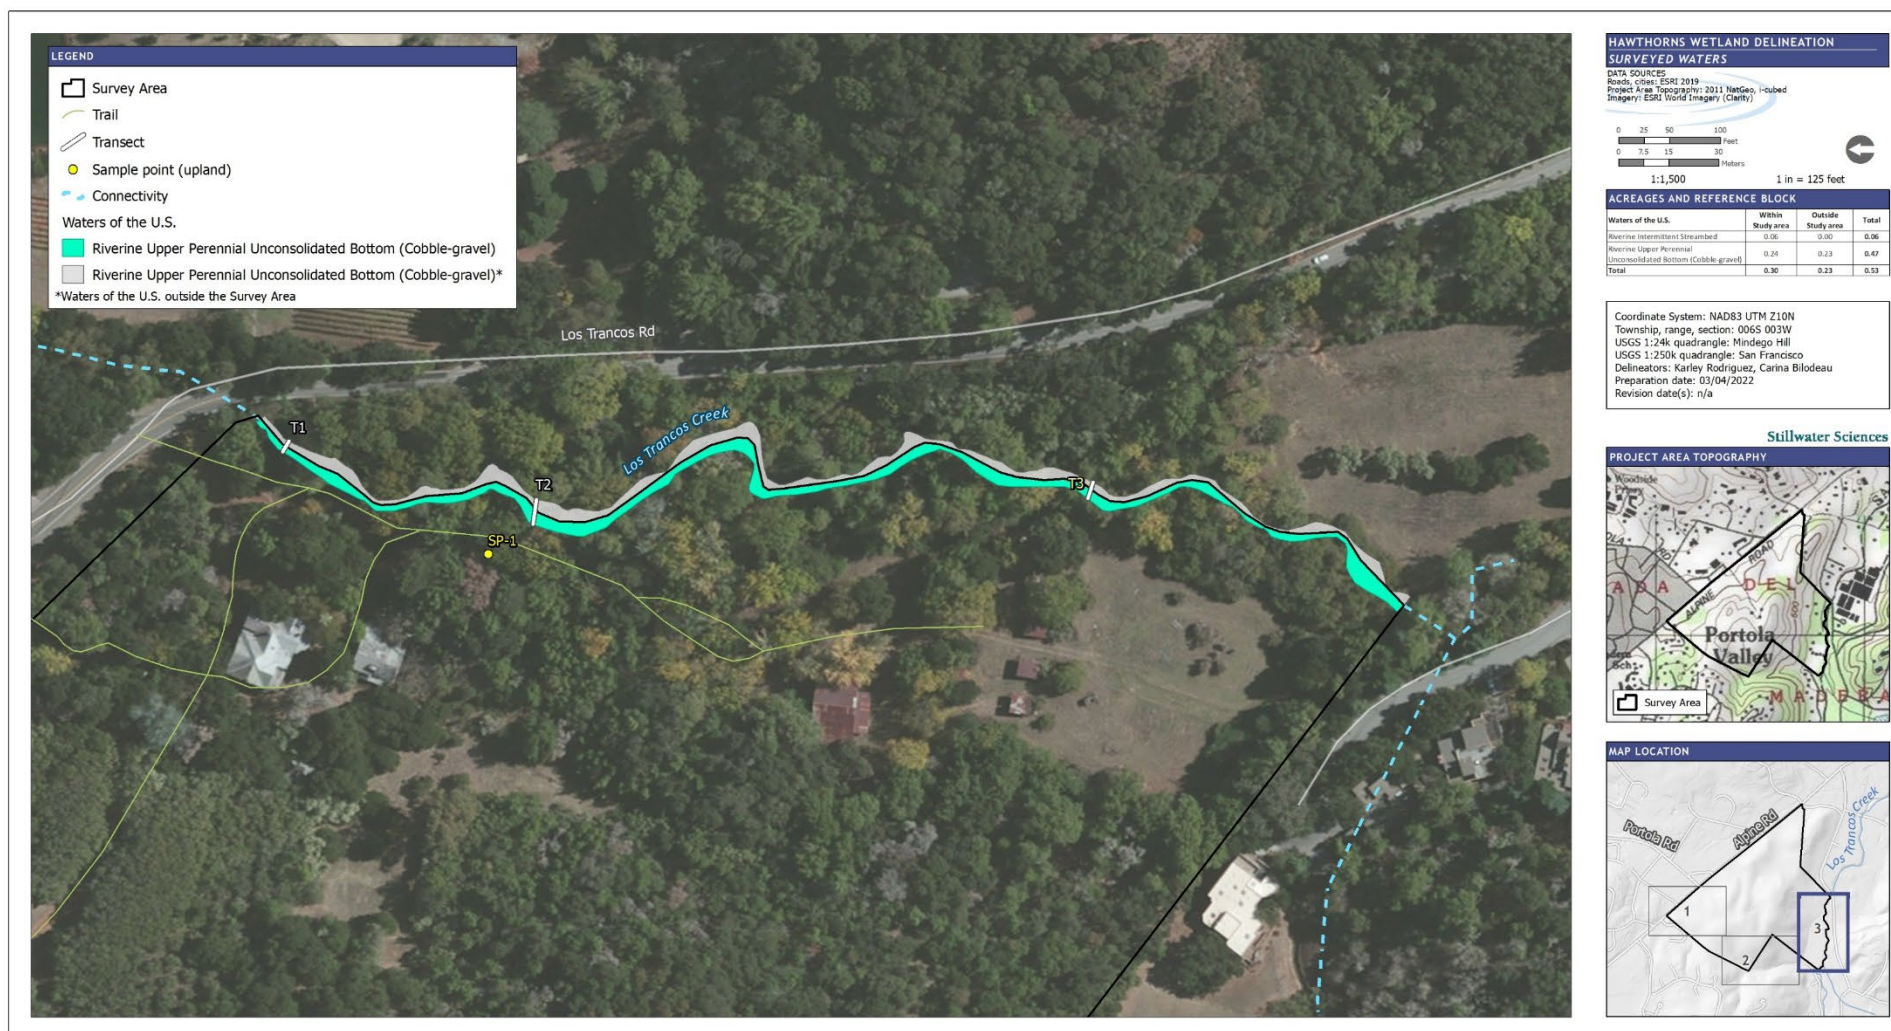 LEGEND
Survey Area
Trail
Transect
Sample point (upland)
Connectivity
Waters of the U.S.
Riverine Upper Perennial Unconsolidated Bottom (Cobble-gravel)
Riverine Upper Perennial Unconsolidated Bottom (Cobble-gravel)*
*Waters of the U.S. outside the Survey Area
Los Trancos Rd
Los Trancos Creek
T1
T2
T3
SP-1
HAWTHORNS WETLAND DELINEATION
SURVEYED WATERS
DATA SOURCES
Roads, cities: ESRI 2019
Project Area Topography: 2011 NatGeo, i-cubed
Imagery: ESRI World Imagery (Clarity)
0 25 50 100
Feet
0 7.5 15 30
Meters
1:1,500 1 in = 125 feet
ACREAGES AND REFERENCE BLOCK
Waters of the U.S. Within Study area Outside Study area Total
Riverine Intermittent Streambed 0.06 0.00 0.06
Riverine Upper Perennial
Unconsolidated Bottom (Cobble-gravel) 0.24 0.23 0.47
Total 0.30 0.23 0.53
Coordinate System: NAD83 UTM Z10N
Township, range, section: 006S 003W
USGS 1:24k quadrangle: Mindego Hill
USGS 1:250k quadrangle: San Francisco
Delineators: Karley Rodriguez, Carina Bilodeau
Preparation date: 03/04/2022
Revision date(s): n/a
Stillwater Sciences
PROJECT AREA TOPOGRAPHY
Woodside
Priory
RD
ROAD
ALPINE
ADA
DEL
600
Portola
Valley
Sch
MADERA
Survey Area
MAP LOCATION
Portola Rd
Alpine Rd
Los Trancos Creek
1
2
3